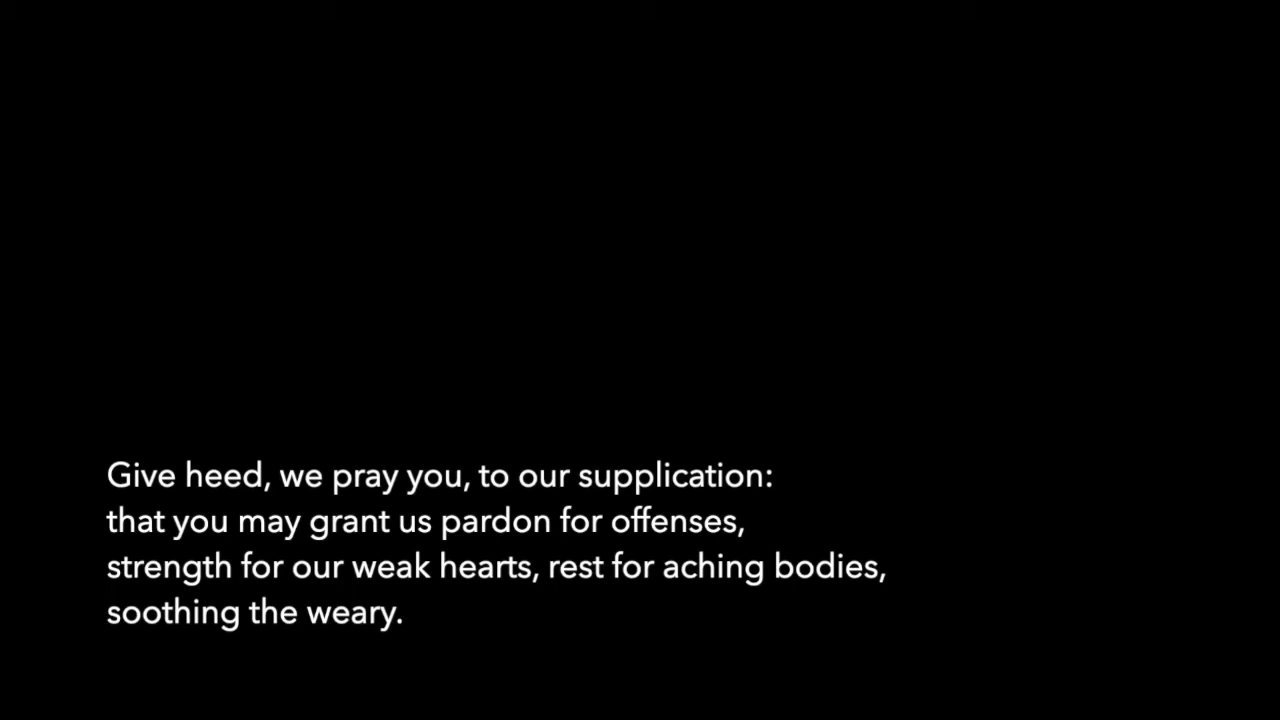 Give heed, we pray you, to our supplication:
that you may grant us pardon for offenses,
strength for our weak hearts, rest for aching bodies,
soothing the weary.